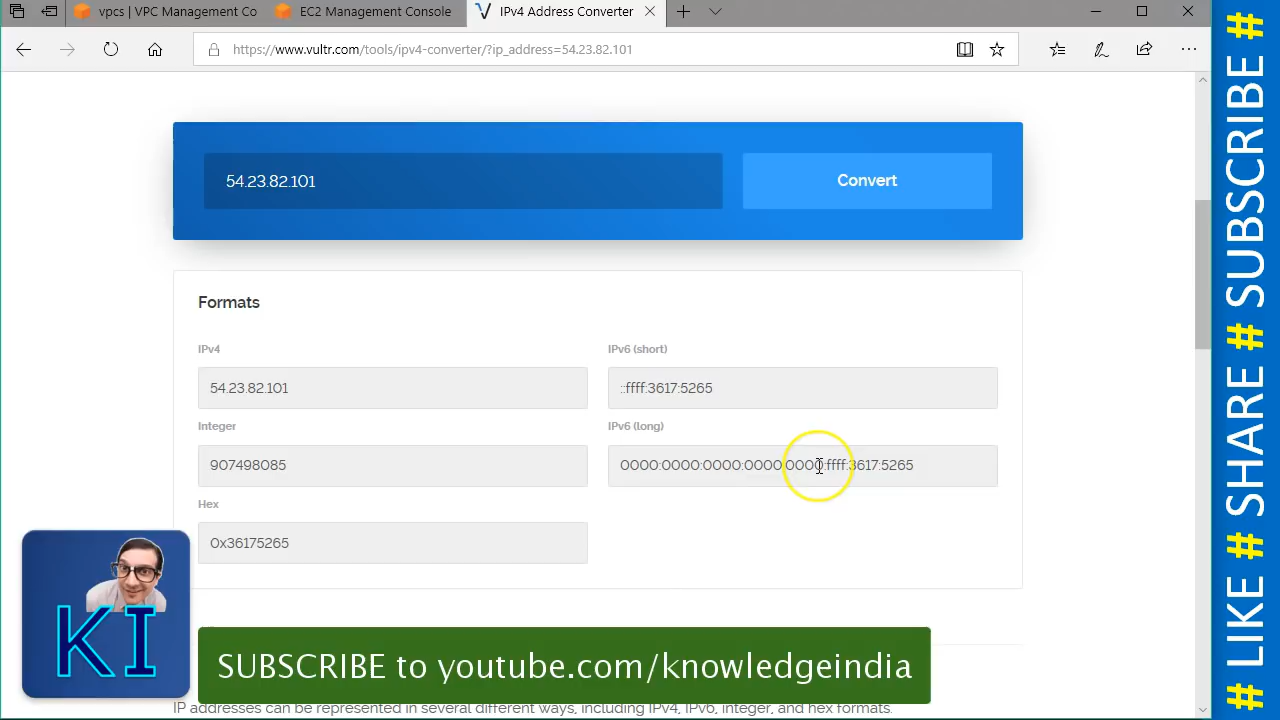 vpcs | VPC Management Co
EC2 Management Console
IPv4 Address Converter
https://www.vultr.com/tools/ipv4-converter/?ip_address=54.23.82.101
54.23.82.101
Convert
Formats
IPv4
IPv6 (short)
54.23.82.101
::ffff:3617:5265
Integer
IPv6 (long)
907498085
0000:0000:0000:0000:0000:ffff:3617:5265
Hex
0x36175265
KI
SUBSCRIBE to youtube.com/knowledgeindia
IP addresses can be represented in several different ways, including IPv4, IPv6, integer, and hex formats.
# LIKE # SHARE # SUBSCRIBE #